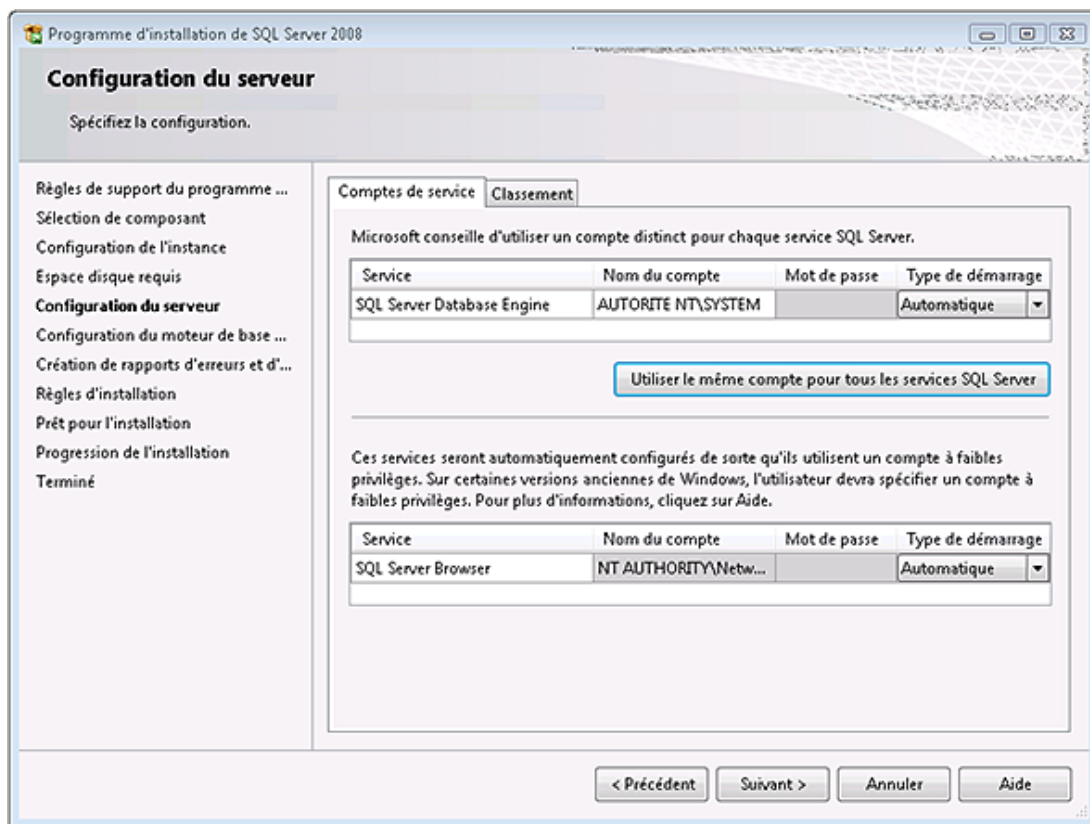 Programme d'installation de SQL Server 2008
Configuration du serveur
Spécifiez la configuration.
Règles de support du programme ...
Sélection de composant
Configuration de l'instance
Espace disque requis
Configuration du serveur
Configuration du moteur de base ...
Création de rapports d'erreurs et d'...
Règles d'installation
Prêt pour l'installation
Progression de l'installation
Terminé
Comptes de service Classement
Microsoft conseille d'utiliser un compte distinct pour chaque service SQL Server.
Service Nom du compte Mot de passe Type de démarrage
SQL Server Database Engine AUTORITE NT\SYSTEM Automatique
Utiliser le même compte pour tous les services SQL Server
Ces services seront automatiquement configurés de sorte qu'ils utilisent un compte à faibles
privilèges. Sur certaines versions anciennes de Windows, l'utilisateur devra spécifier un compte à
faibles privilèges. Pour plus d'informations, cliquez sur Aide.
Service Nom du compte Mot de passe Type de démarrage
SQL Server Browser NT AUTHORITY\Netw... Automatique
< Précédent Suivant > Annuler Aide